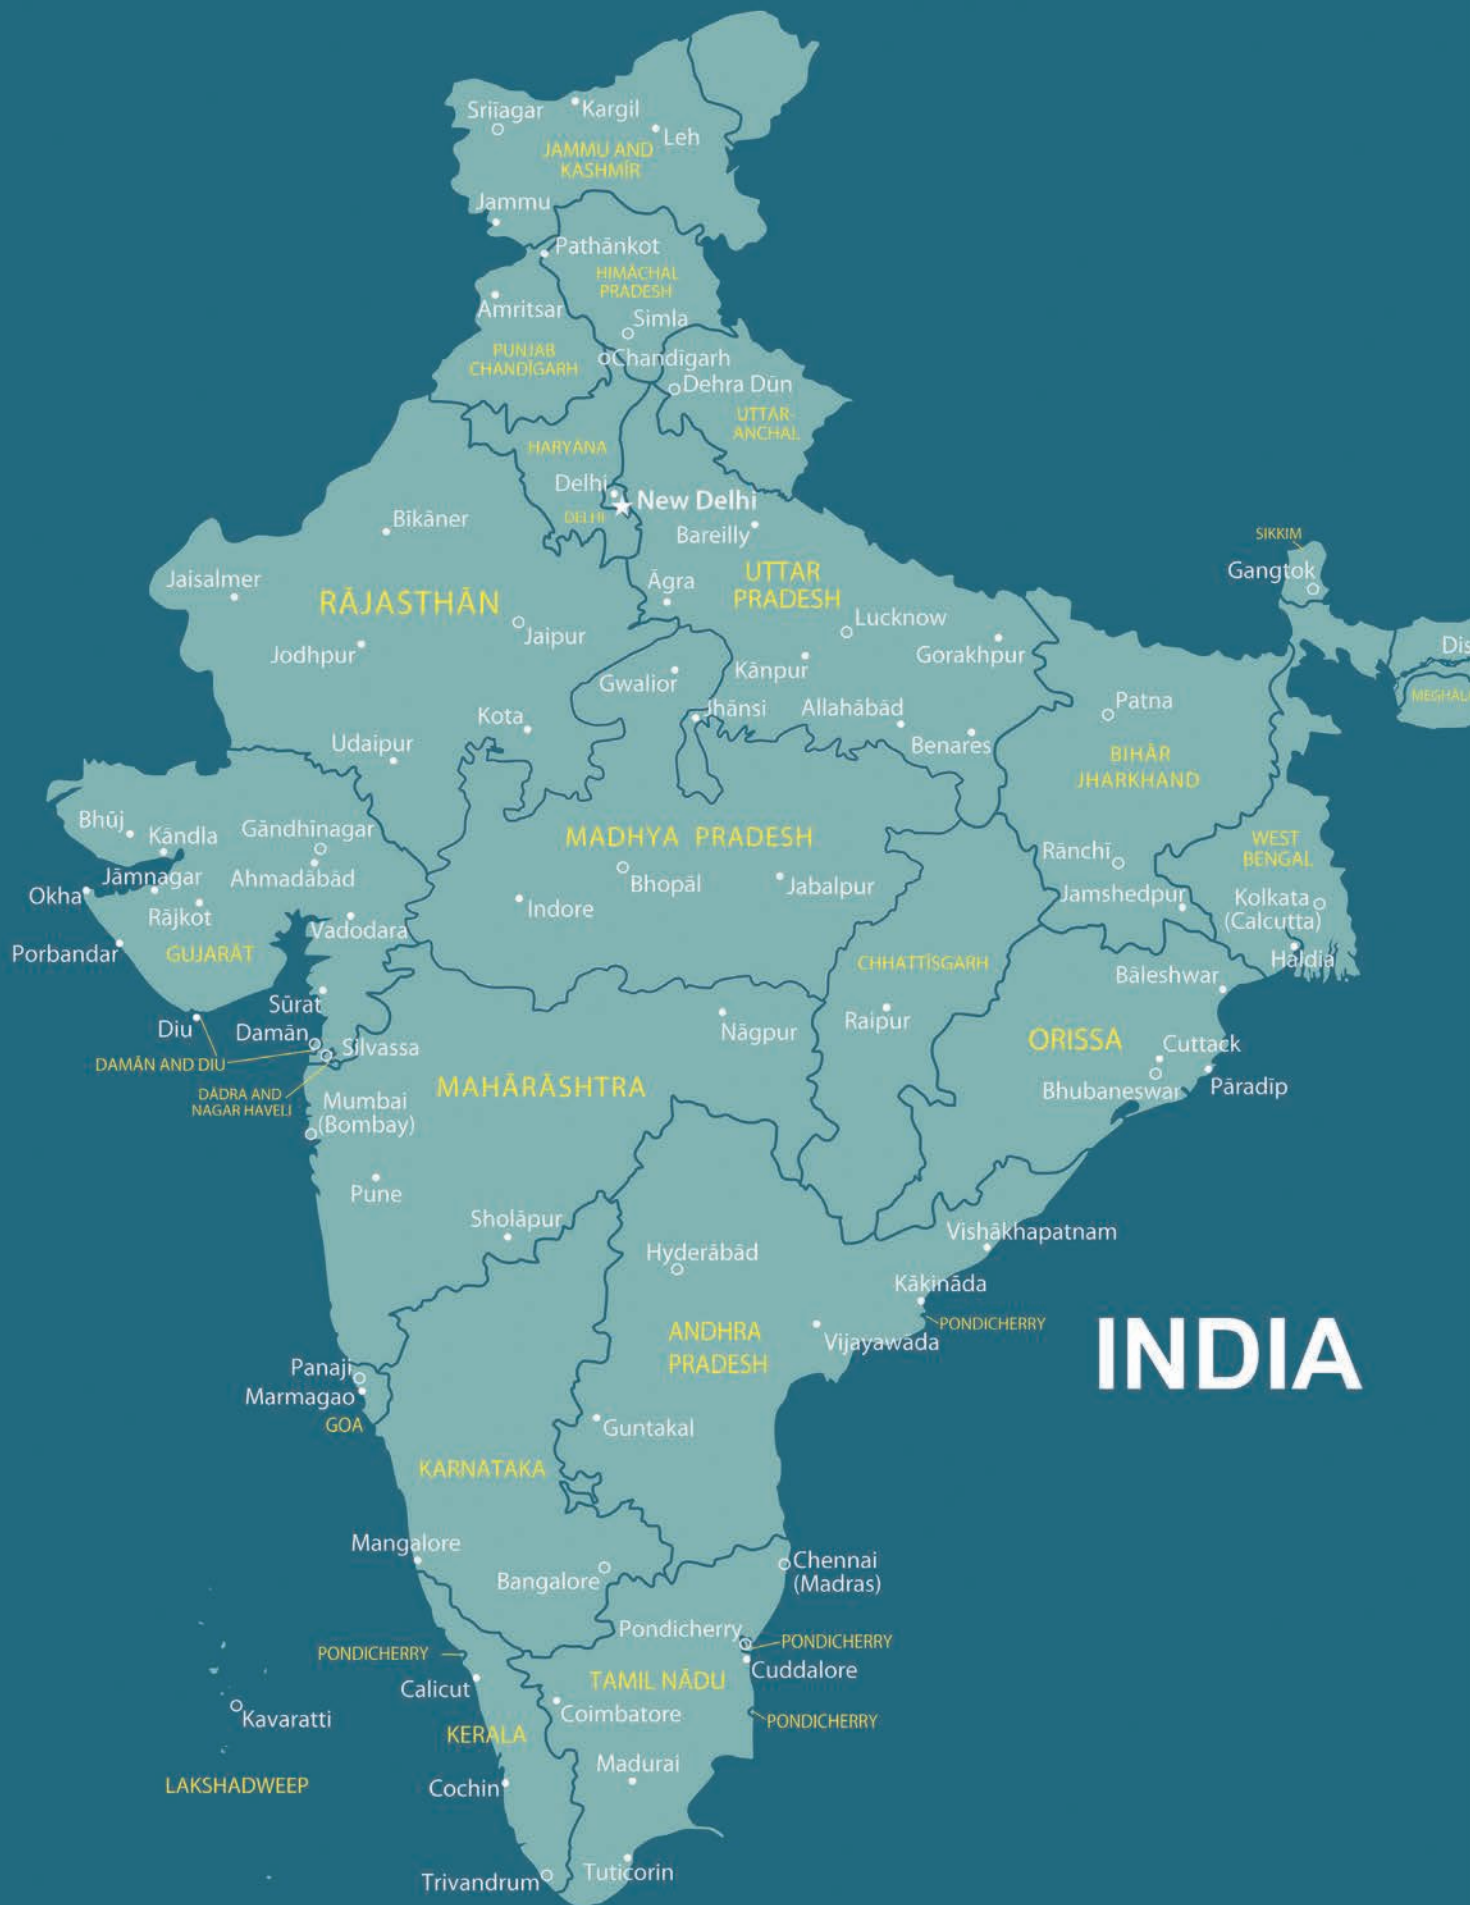 Sriīagar
Kargil
Leh
JAMMU AND
KASHMĪR
Jammu
Pathānkot
HIMĀCHAL
PRADESH
Amritsar
Simla
PUNJAB
CHANDĪGARH
Chandīgarh
Dehra Dūn
UTTAR-
ANCHAL
HARYĀNA
Delhi
New Delhi
DELHI
Bareilly
Bīkāner
SIKKIM
Gangtok
Jaisalmer
RĀJASTHĀN
Āgra
UTTAR
PRADESH
Lucknow
Jaipur
Jodhpur
Gwalior
Kānpur
Gorakhpur
Dis
MEGHĀL
Kota
Jhānsi
Allahābād
Patna
Udaipur
Benares
BIHĀR
JHARKHAND
Bhūj
Kāndla
Gāndhīnagar
MADHYA PRADESH
WEST
BENGAL
Rānchī
Okha
Jāmnagar
Ahmadābād
Bhopāl
Jabalpur
Jamshedpur
Kolkata
(Calcutta)
Rājkot
Indore
Vadodara
Porbandar
GUJARĀT
CHHATTĪSGARH
Haldia
Bāleshwar
Sūrat
Diu
Damān
Silvassa
Nāgpur
Raipur
ORISSA
Cuttack
DAMĀN AND DIU
DĀDRA AND
NAGAR HAVELI
MAHĀRĀSHTRA
Bhubaneswar
Pāradīp
Mumbai
(Bombay)
Pune
Sholāpur
Vishākhapatnam
Hyderābād
Kākināda
PONDICHERRY
ANDHRA
PRADESH
Vijayawāda
INDIA
Panaji
Marmagao
GOA
Guntakal
KARNATAKA
Mangalore
Bangalore
Chennai
(Madras)
Pondicherry
PONDICHERRY
PONDICHERRY
Cuddalore
TAMIL NĀDU
Calicut
Coimbatore
PONDICHERRY
Kavaratti
KERALA
Madurai
LAKSHADWEEP
Cochin
Trivandrum
Tuticorin